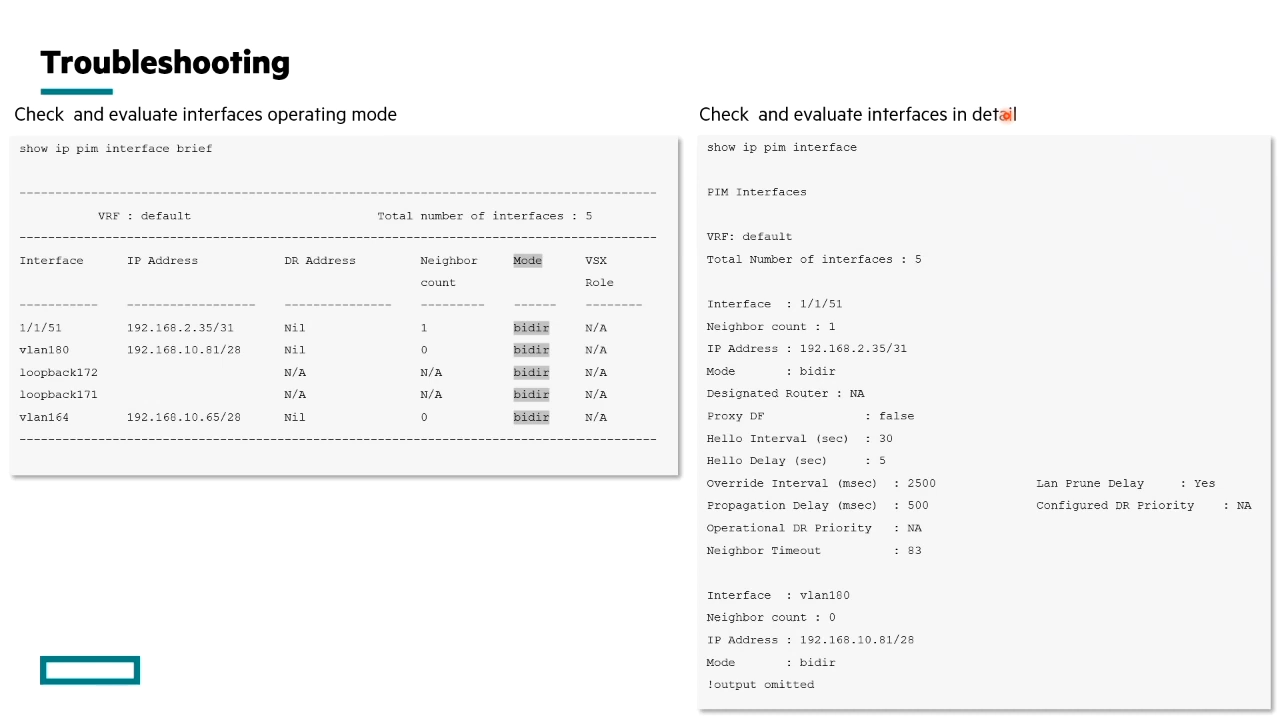 Troubleshooting
Check and evaluate interfaces operating mode
show ip pim interface brief
--------------------------------------------------------------------------------
VRF : default Total number of interfaces : 5
--------------------------------------------------------------------------------
Interface IP Address DR Address Neighbor Mode VSX
count Role
----------- ------------------ --------------- --------- ------ --------
1/1/51 192.168.2.35/31 Nil 1 bidir N/A
vlan180 192.168.10.81/28 Nil 0 bidir N/A
loopback172 N/A N/A bidir N/A
loopback171 N/A N/A bidir N/A
vlan164 192.168.10.65/28 Nil 0 bidir N/A
--------------------------------------------------------------------------------
Check and evaluate interfaces in detail
show ip pim interface
PIM Interfaces
VRF: default
Total Number of interfaces : 5
Interface : 1/1/51
Neighbor count : 1
IP Address : 192.168.2.35/31
Mode : bidir
Designated Router : NA
Proxy DF : false
Hello Interval (sec) : 30
Hello Delay (sec) : 5
Override Interval (msec) : 2500 Lan Prune Delay : Yes
Propagation Delay (msec) : 500 Configured DR Priority : NA
Operational DR Priority : NA
Neighbor Timeout : 83
Interface : vlan180
Neighbor count : 0
IP Address : 192.168.10.81/28
Mode : bidir
!output omitted